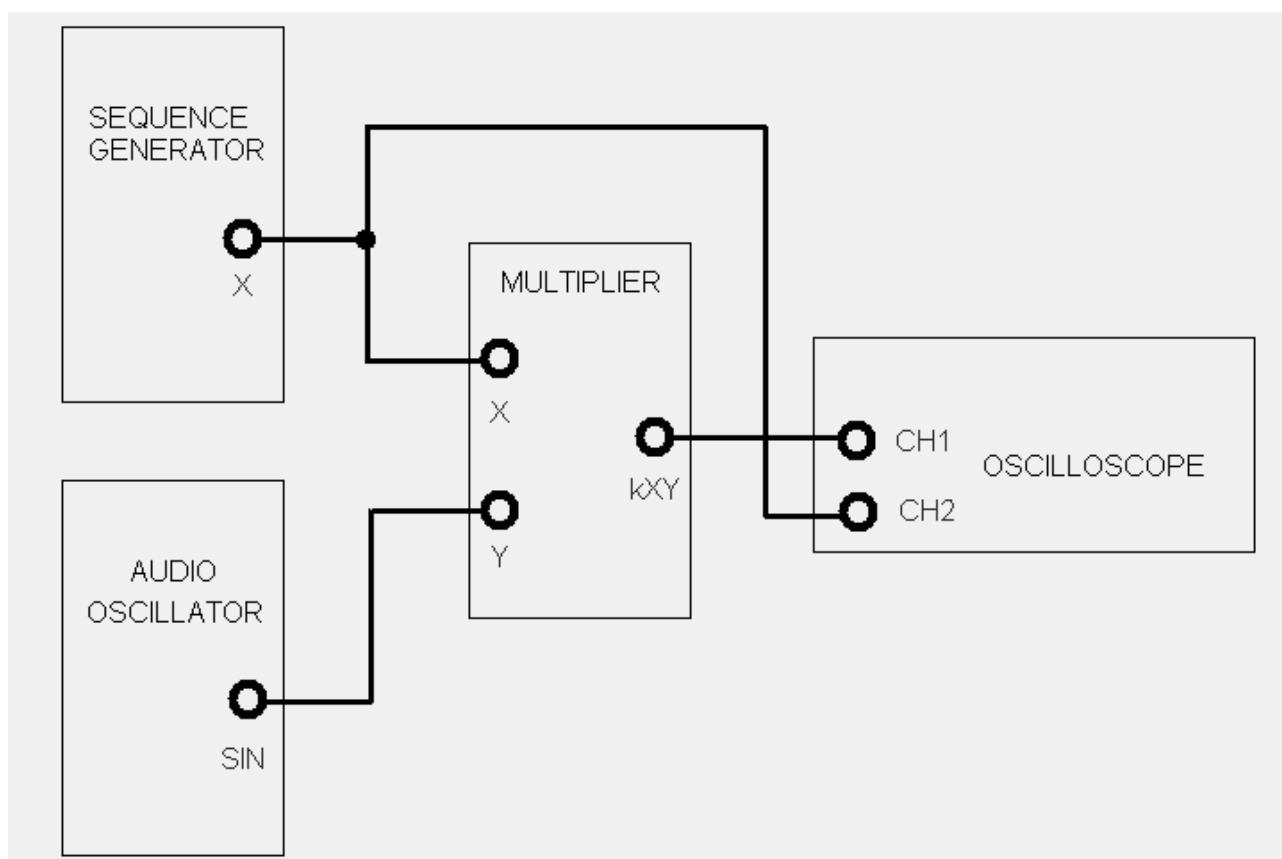 SEQUENCE
GENERATOR
X
MULTIPLIER
X
kXY
Y
CH1
OSCILLOSCOPE
CH2
AUDIO
OSCILLATOR
SIN